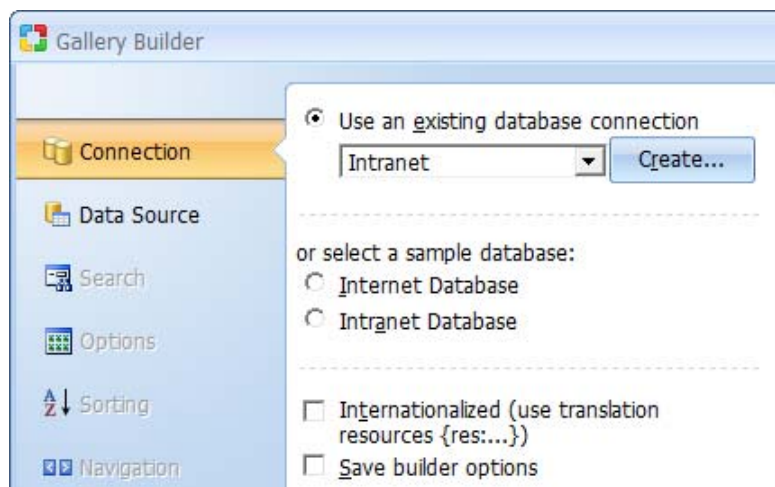 Gallery Builder
Connection
Data Source
Search
Options
Sorting
Navigation
Use an existing database connection
Intranet
Create...
or select a sample database:
Internet Database
Intranet Database
Internationalized (use translation
resources {res:...})
Save builder options